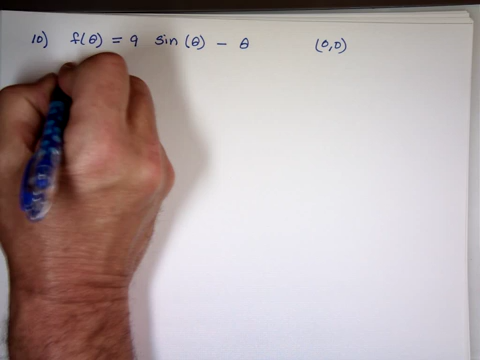 10) f(θ) = 9 sin(θ) - θ (0,0)